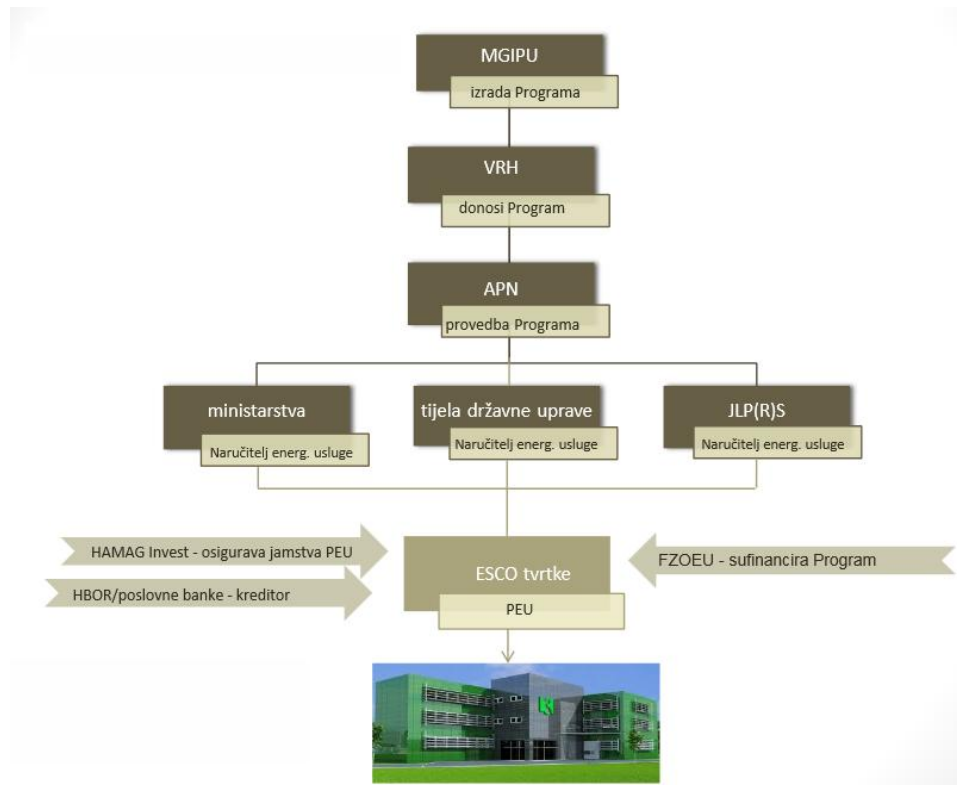 MGIPU
izrada Programa
VRH
donosi Program
APN
provedba Programa
ministarstva
Naručitelj energ. usluge
tijela državne uprave
Naručitelj energ. usluge
JLP(R)S
Naručitelj energ. usluge
HAMAG Invest - osigurava jamstva PEU
HBOR/poslovne banke - kreditor
ESCO tvrtke
PEU
FZOEU - sufinancira Program